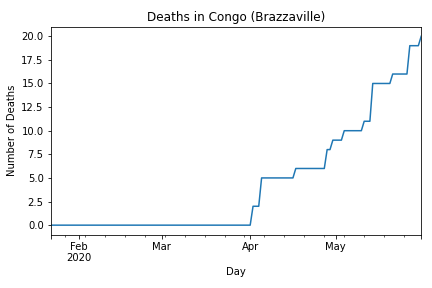 Deaths in Congo (Brazzaville)
20.0
17.5
15.0
12.5
10.0
7.5
5.0
2.5
0.0
Number of Deaths
Feb
2020
Mar
Apr
May
Day